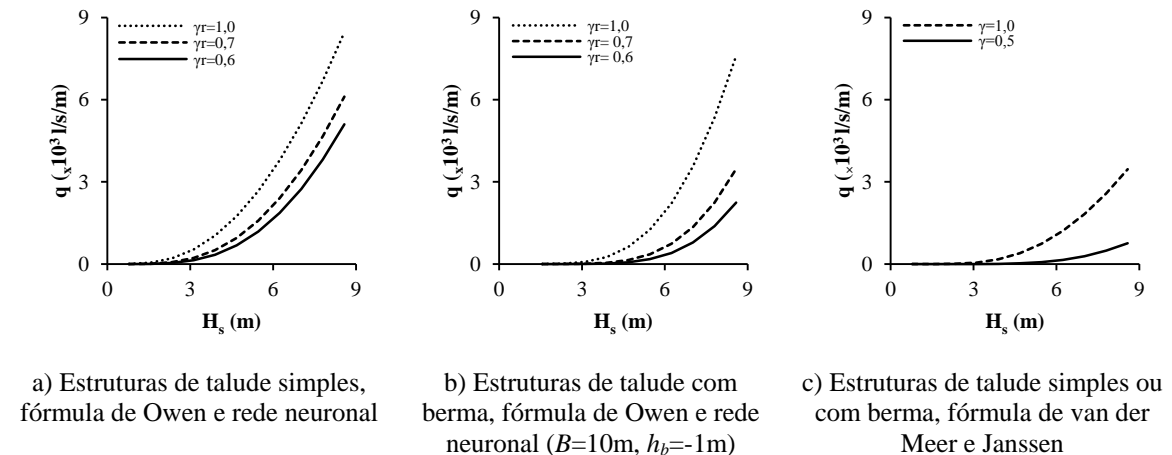 9
6
3
0
q (ₓ10³ l/s/m)
γr=1,0
γr=0,7
γr=0,6
0 3 6 9
Hₛ (m)
a) Estruturas de talude simples,
fórmula de Owen e rede neuronal
9
6
3
0
q (ₓ10³ l/s/m)
γr=1,0
γr= 0,7
γr= 0,6
0 3 6 9
Hₛ (m)
b) Estruturas de talude com
berma, fórmula de Owen e rede
neuronal (B=10m, h_b=-1m)
9
6
3
0
q (ₓ10³ l/s/m)
γ=1,0
γ=0,5
0 3 6 9
Hₛ (m)
c) Estruturas de talude simples ou
com berma, fórmula de van der
Meer e Janssen